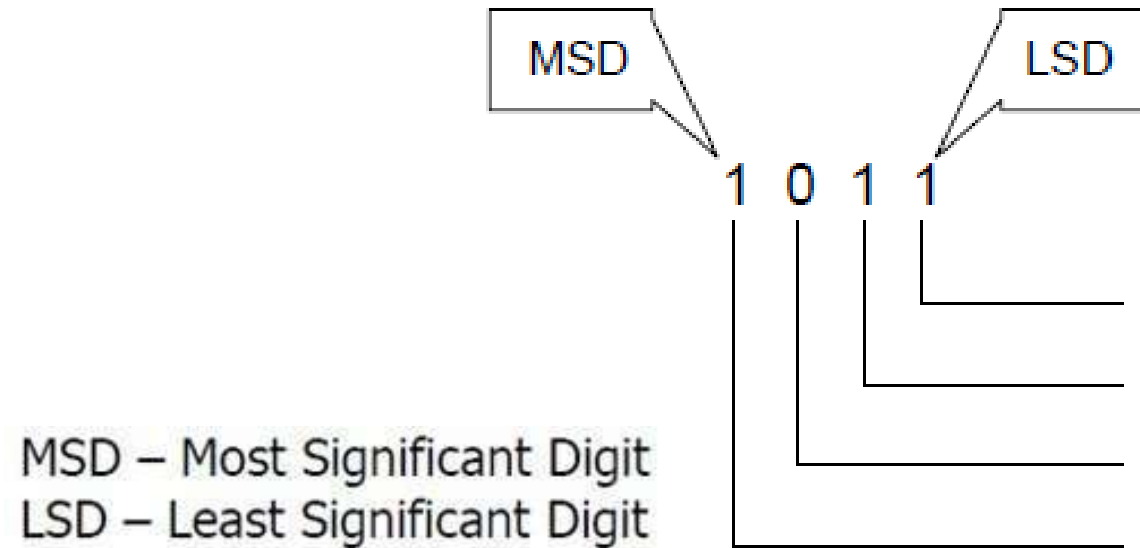 MSD LSD
1 0 1 1
MSD – Most Significant Digit
LSD – Least Significant Digit